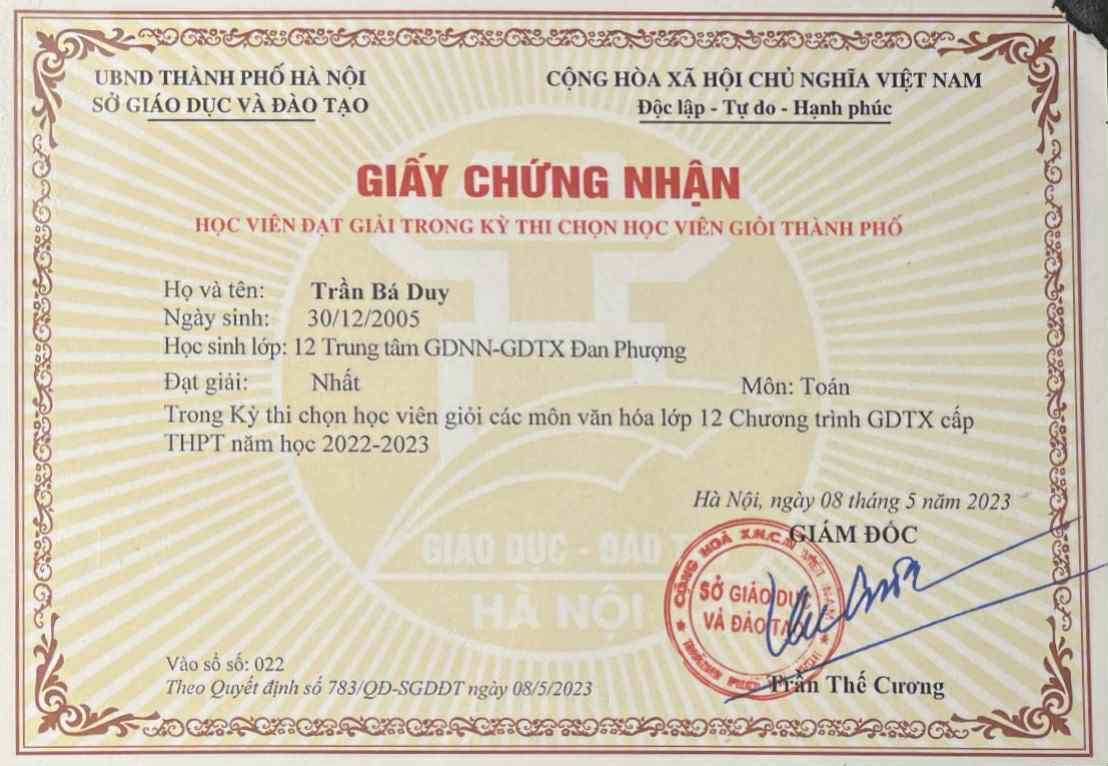 UBND THÀNH PHỐ HÀ NỘI
SỞ GIÁO DỤC VÀ ĐÀO TẠO
CỘNG HÒA XÃ HỘI CHỦ NGHĨA VIỆT NAM
Độc lập - Tự do - Hạnh phúc
GIẤY CHỨNG NHẬN
HỌC VIÊN ĐẠT GIẢI TRONG KỲ THI CHỌN HỌC VIÊN GIỎI THÀNH PHỐ
Họ và tên: Trần Bá Duy
Ngày sinh: 30/12/2005
Học sinh lớp: 12 Trung tâm GDNN-GDTX Đan Phượng
Đạt giải: Nhất Môn: Toán
Trong Kỳ thi chọn học viên giỏi các môn văn hóa lớp 12 Chương trình GDTX cấp
THPT năm học 2022-2023
Hà Nội, ngày 08 tháng 5 năm 2023
GIÁM ĐỐC
GIÁO DỤC - ĐÀO T
HÀ NỘI
CỘNG HOÀ X.H.C.N VIỆT NAM
SỞ GIÁO DỤC
VÀ ĐÀO TẠO
Trần Thế Cương
Vào sổ số: 022
Theo Quyết định số 783/QĐ-SGDĐT ngày 08/5/2023